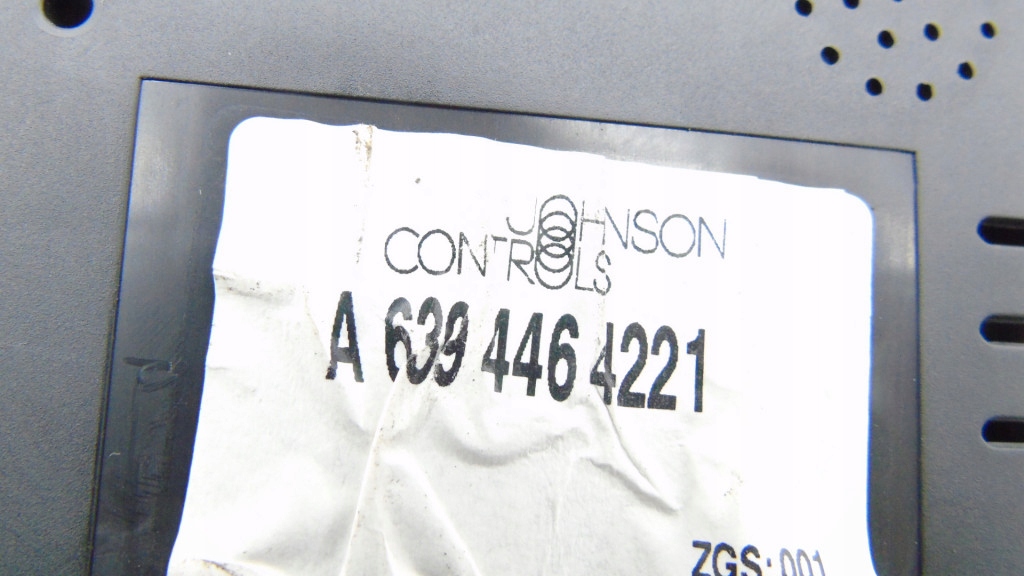 JOHNSON
CONTROLS
A 639 446 4221
ZGS: 001